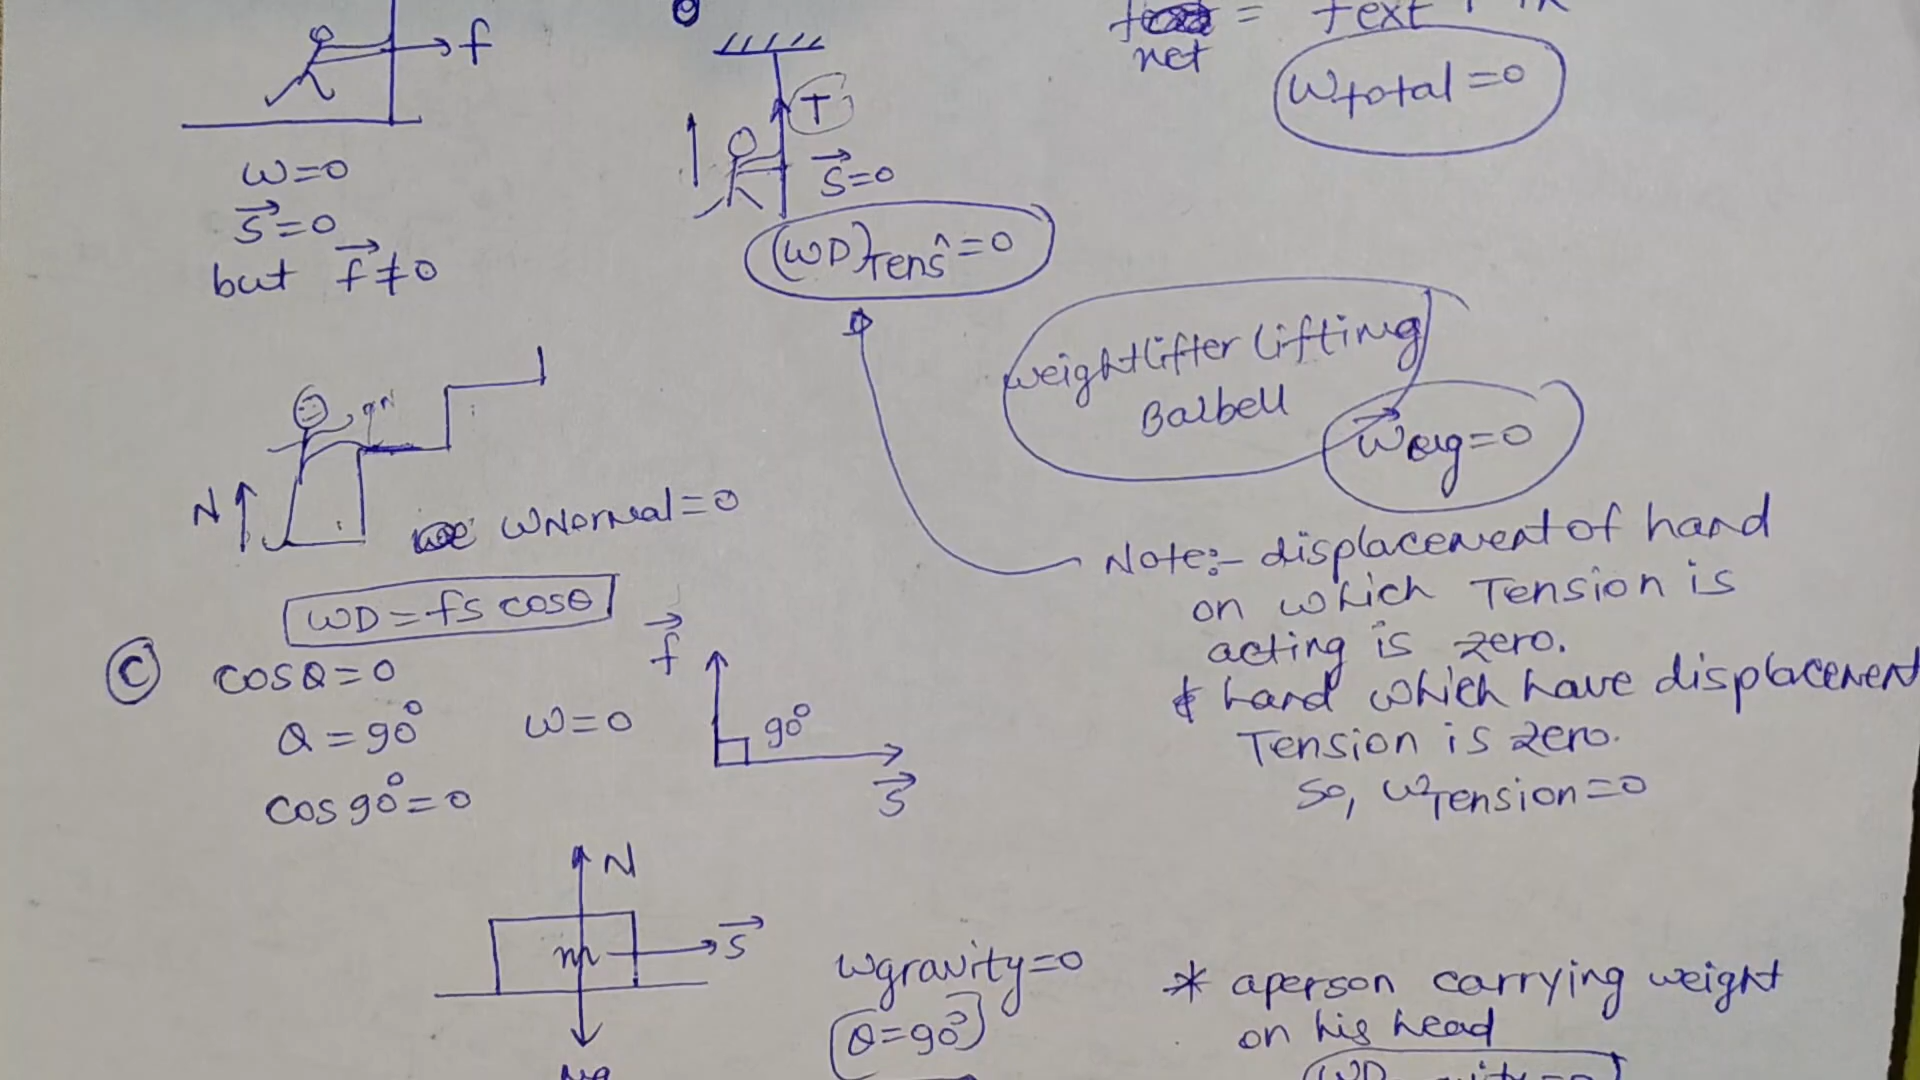 f
W=0
S=0
but f≠0
T
S=0
(WD)Tens^=0
net
=
fext
Wtotal=0
weightlifter lifting
Barbell
=0
N
WNormal=0
WD=fs cosθ
Note:- displacement of hand
on which Tension is
acting is zero.
& hand which have displacement
Tension is zero.
so, WTension=0
C
cosθ=0
θ=90°
cos90°=0
W=0
f
90°
S
N
m
S
Wgravity=0
θ=90°
* a person carrying weight
on his head